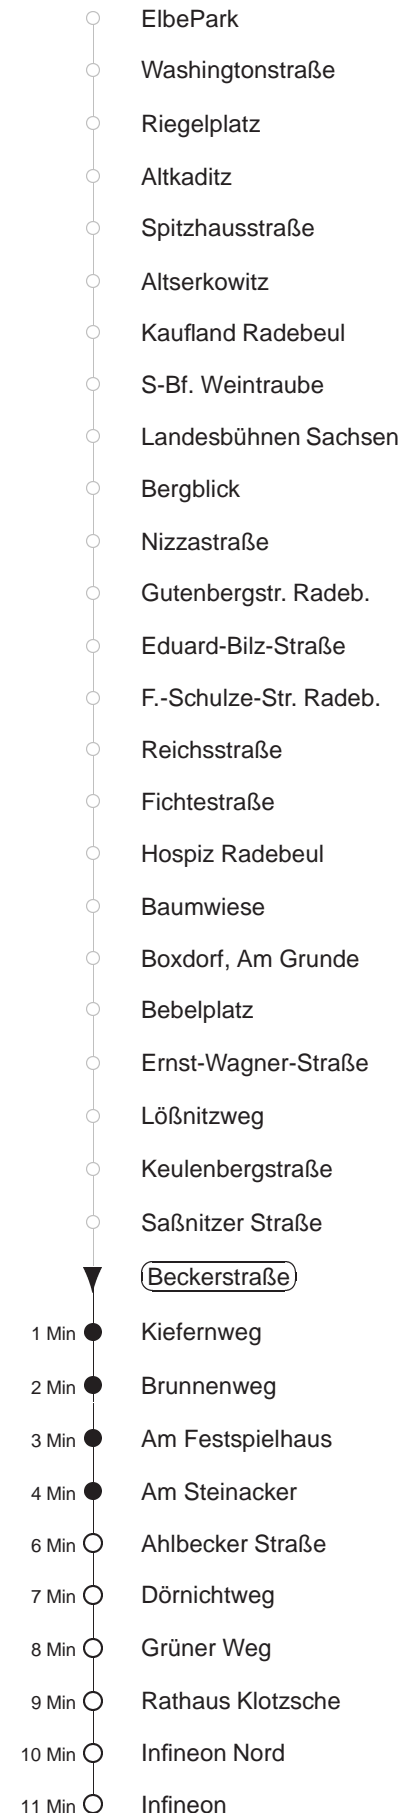 ElbePark
Washingtonstraße
Riegelplatz
Altkaditz
Spitzhausstraße
Altserkowitz
Kaufland Radebeul
S-Bf. Weintraube
Landesbühnen Sachsen
Bergblick
Nizzastraße
Gutenbergstr. Radeb.
Eduard-Bilz-Straße
F.-Schulze-Str. Radeb.
Reichsstraße
Fichtestraße
Hospiz Radebeul
Baumwiese
Boxdorf, Am Grunde
Bebelplatz
Ernst-Wagner-Straße
Lößnitzweg
Keulenbergstraße
Saßnitzer Straße
Beckerstraße
1 Min Kiefernweg
2 Min Brunnenweg
3 Min Am Festspielhaus
4 Min Am Steinacker
6 Min Ahlbecker Straße
7 Min Dörnichtweg
8 Min Grüner Weg
9 Min Rathaus Klotzsche
10 Min Infineon Nord
11 Min Infineon